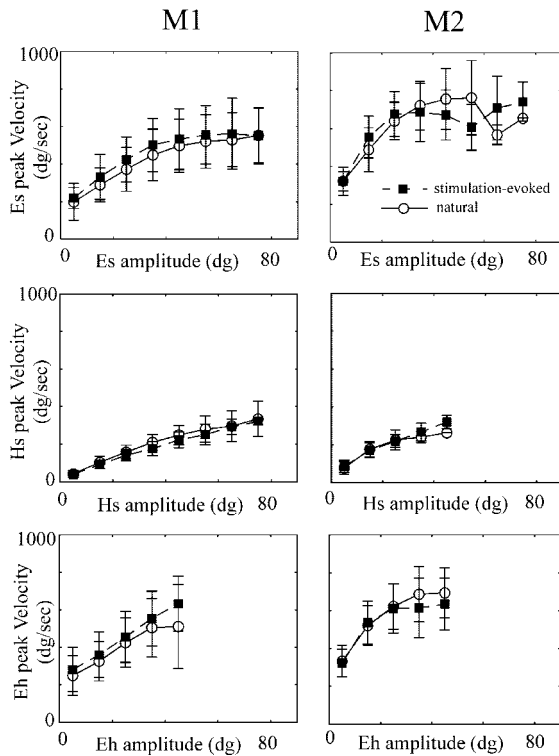 M1 M2
1000
Es peak Velocity
(dg/sec)
0
0 80
Es amplitude (dg)
stimulation-evoked
natural
0 80
Es amplitude (dg)
1000
Hs peak Velocity
(dg/sec)
0
0 80
Hs amplitude (dg)
0 80
Hs amplitude (dg)
1000
Eh peak Velocity
(dg/sec)
0
0 80
Eh amplitude (dg)
0 80
Eh amplitude (dg)